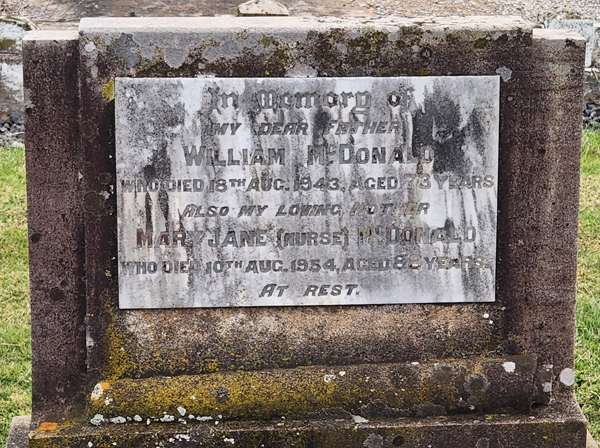 In Memory of
MY DEAR FATHER
WILLIAM McDONALD
WHO DIED 18TH AUG. 1943, AGED 73 YEARS
ALSO MY LOVING MOTHER
MARY JANE (NURSE) McDONALD
WHO DIED 10TH AUG. 1954, AGED YEARS.
AT REST.